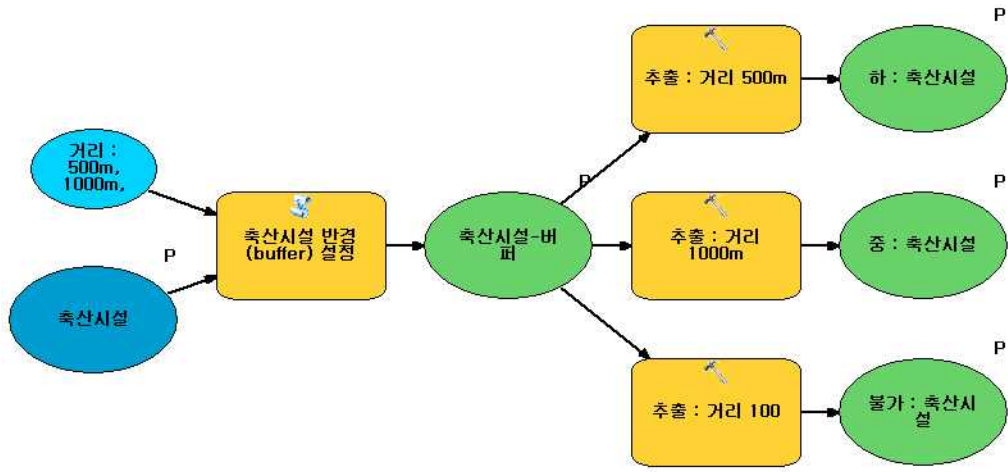 거리 :
500m,
1000m,
P
축산시설
축산시설 반경
(buffer) 설정
축산시설-버
퍼
P
추출 : 거리 500m
P
하 : 축산시설
추출 : 거리
1000m
P
중 : 축산시설
추출 : 거리 100
P
불가 : 축산시
설